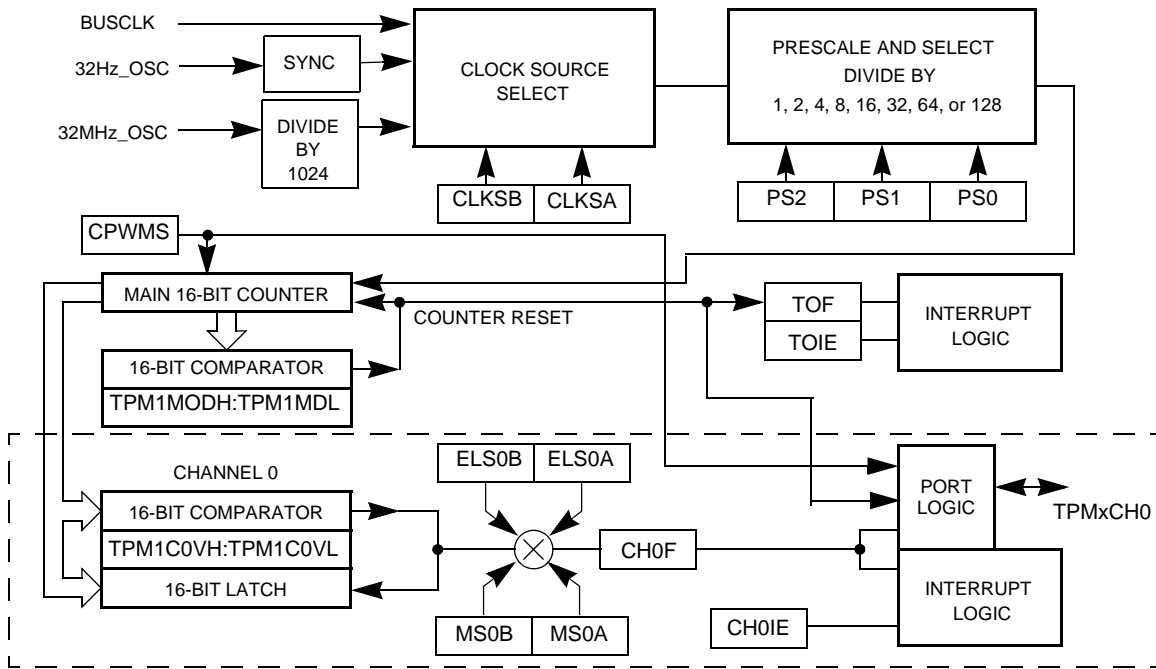 BUSCLK
32Hz_OSC
SYNC
32MHz_OSC
DIVIDE
BY
1024
CLOCK SOURCE
SELECT
PRESCALE AND SELECT
DIVIDE BY
1, 2, 4, 8, 16, 32, 64, or 128
CLKSB
CLKSA
PS2
PS1
PS0
CPWMS
MAIN 16-BIT COUNTER
COUNTER RESET
TOF
TOIE
INTERRUPT
LOGIC
16-BIT COMPARATOR
TPM1MODH:TPM1MDL
CHANNEL 0
ELS0B
ELS0A
16-BIT COMPARATOR
TPM1C0VH:TPM1C0VL
16-BIT LATCH
CH0F
PORT
LOGIC
TPMxCH0
MS0B
MS0A
CH0IE
INTERRUPT
LOGIC